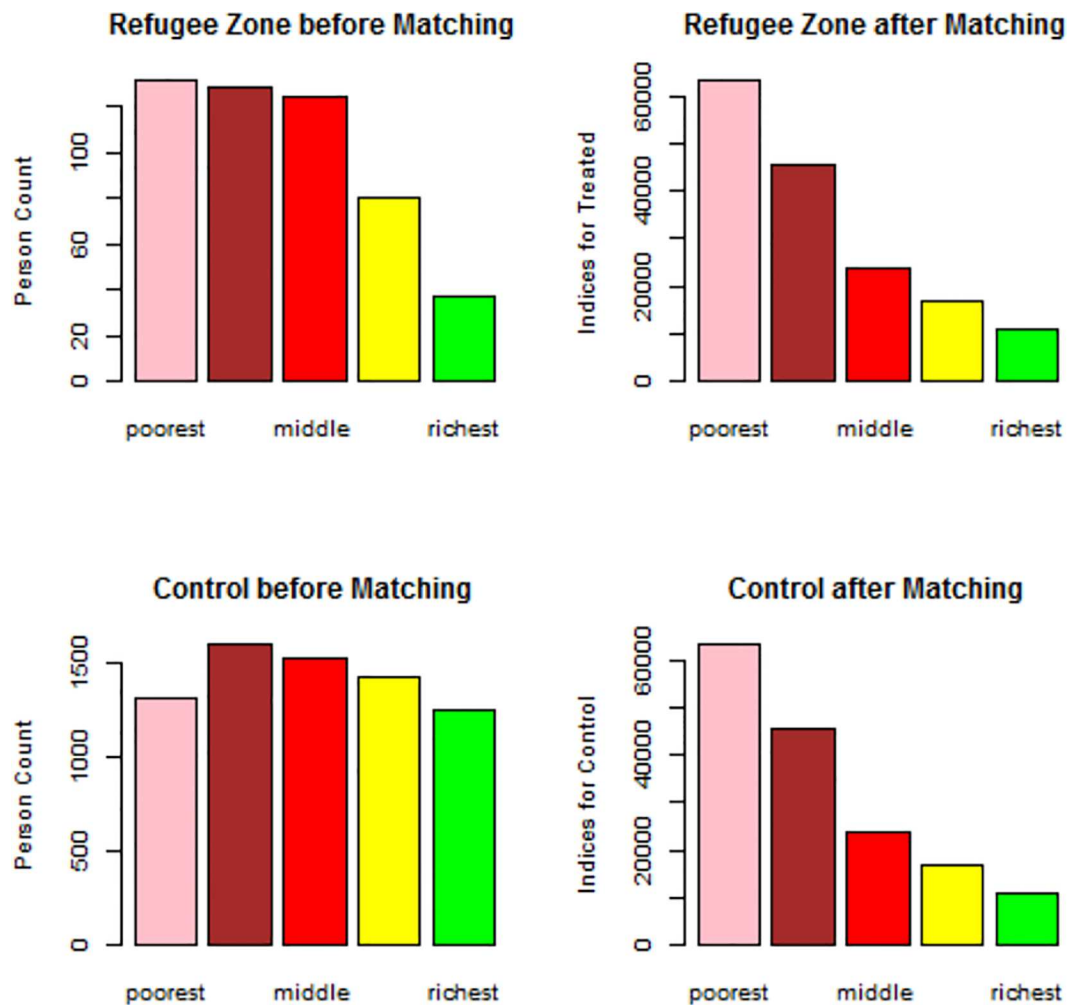 Refugee Zone before Matching
Person Count
0
20
60
100
poorest middle richest
Refugee Zone after Matching
Indices for Treated
0
20000
40000
60000
poorest middle richest
Control before Matching
Person Count
0
500
1000
1500
poorest middle richest
Control after Matching
Indices for Control
0
20000
40000
60000
poorest middle richest